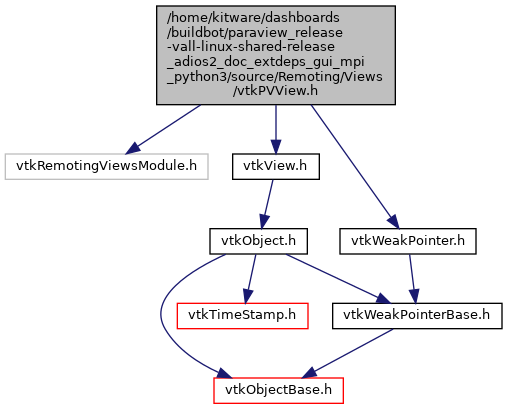 /home/kitware/dashboards
/buildbot/paraview_release
-vall-linux-shared-release
_adios2_doc_extdeps_gui_mpi
_python3/source/Remoting/Views
/vtkPVView.h
vtkRemotingViewsModule.h
vtkView.h
vtkObject.h
vtkWeakPointer.h
vtkTimeStamp.h
vtkWeakPointerBase.h
vtkObjectBase.h